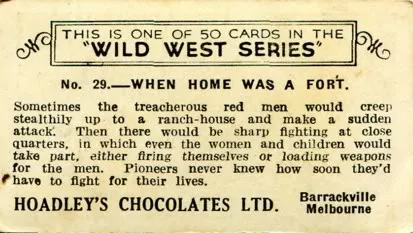 THIS IS ONE OF 50 CARDS IN THE
"WILD WEST SERIES"
No. 29.—WHEN HOME WAS A FORT.
Sometimes the treacherous red men would creep
stealthily up to a ranch-house and make a sudden
attack. Then there would be sharp fighting at close
quarters, in which even the women and children would
take part, either firing themselves or loading weapons
for the men. Pioneers never knew how soon they'd
have to fight for their lives.
HOADLEY'S CHOCOLATES LTD. Barrackville
Melbourne